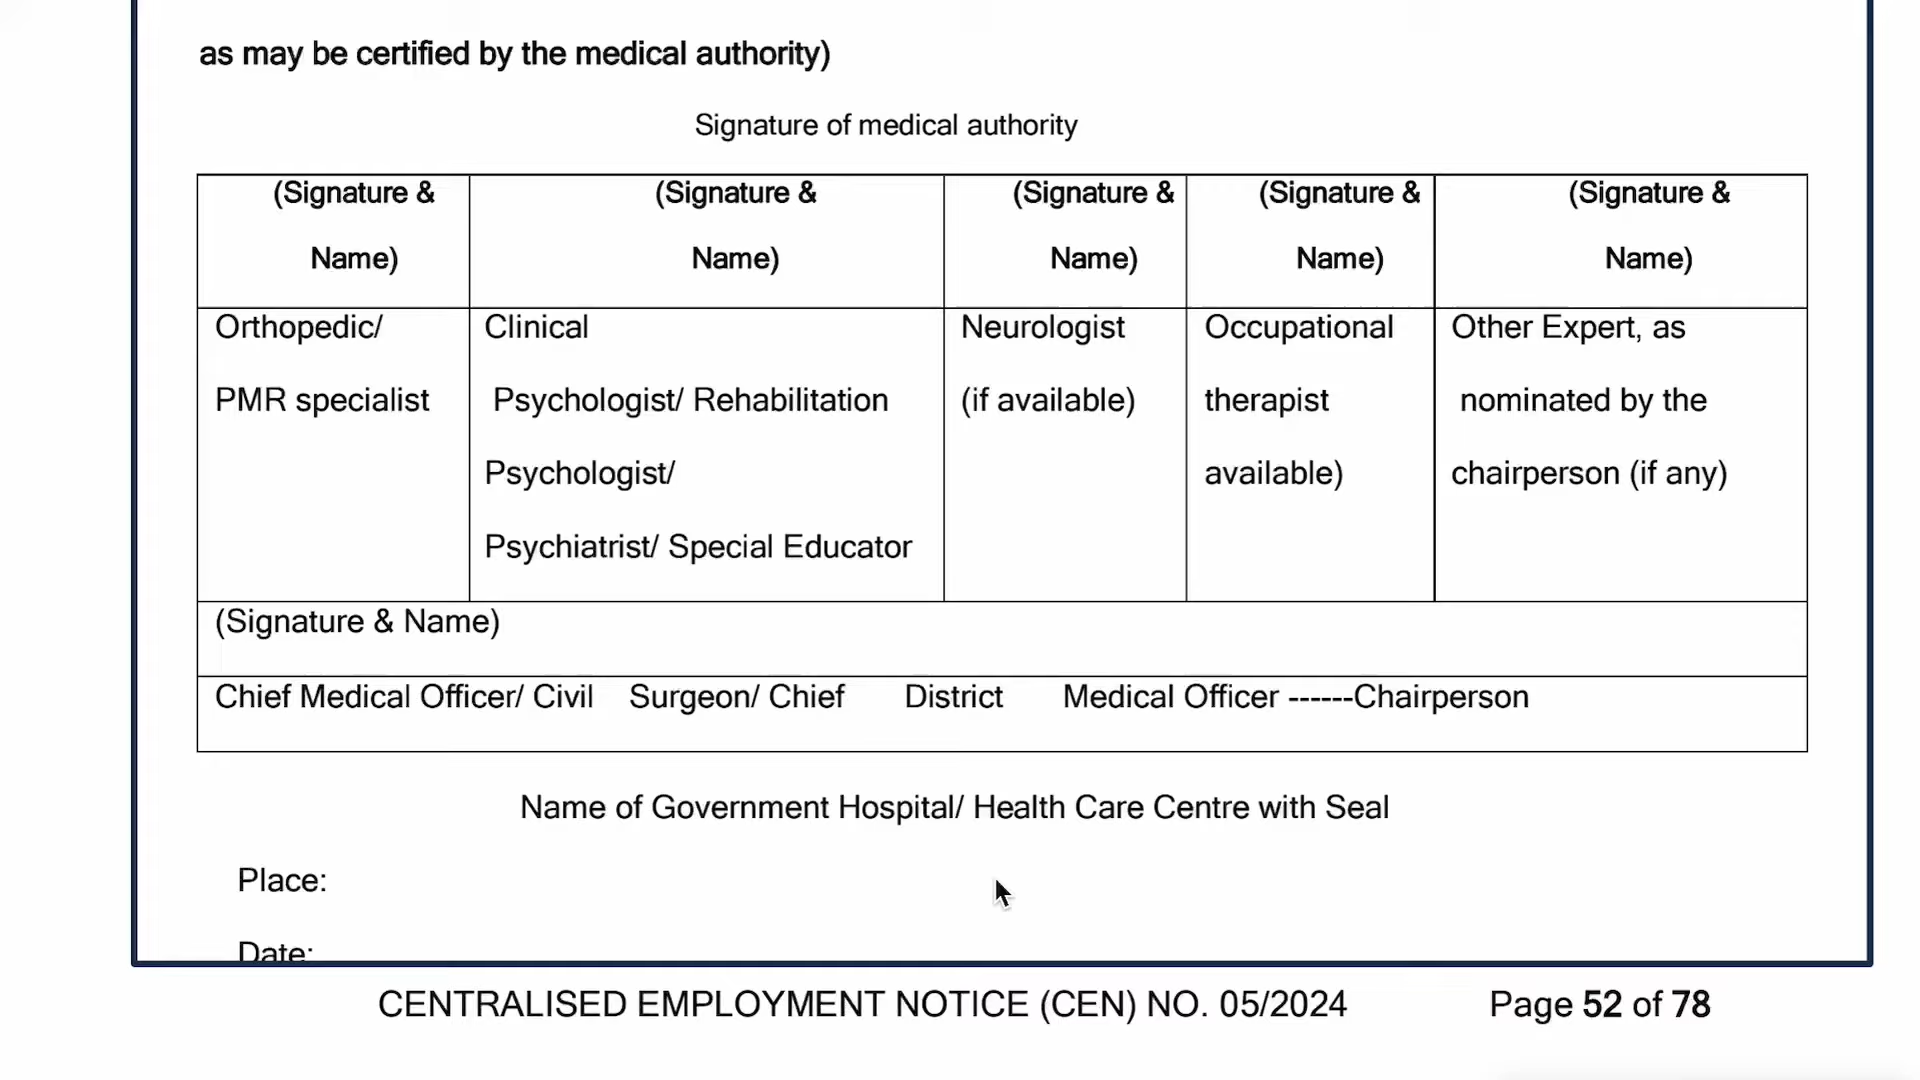 as may be certified by the medical authority)
Signature of medical authority
(Signature & (Signature & (Signature & (Signature & (Signature &
Name) Name) Name) Name) Name)
Orthopedic/ Clinical Neurologist Occupational Other Expert, as
PMR specialist Psychologist/ Rehabilitation (if available) therapist nominated by the
Psychologist/ available) chairperson (if any)
Psychiatrist/ Special Educator
(Signature & Name)
Chief Medical Officer/ Civil Surgeon/ Chief District Medical Officer ------Chairperson
Name of Government Hospital/ Health Care Centre with Seal
Place:
Date:
CENTRALISED EMPLOYMENT NOTICE (CEN) NO. 05/2024 Page 52 of 78